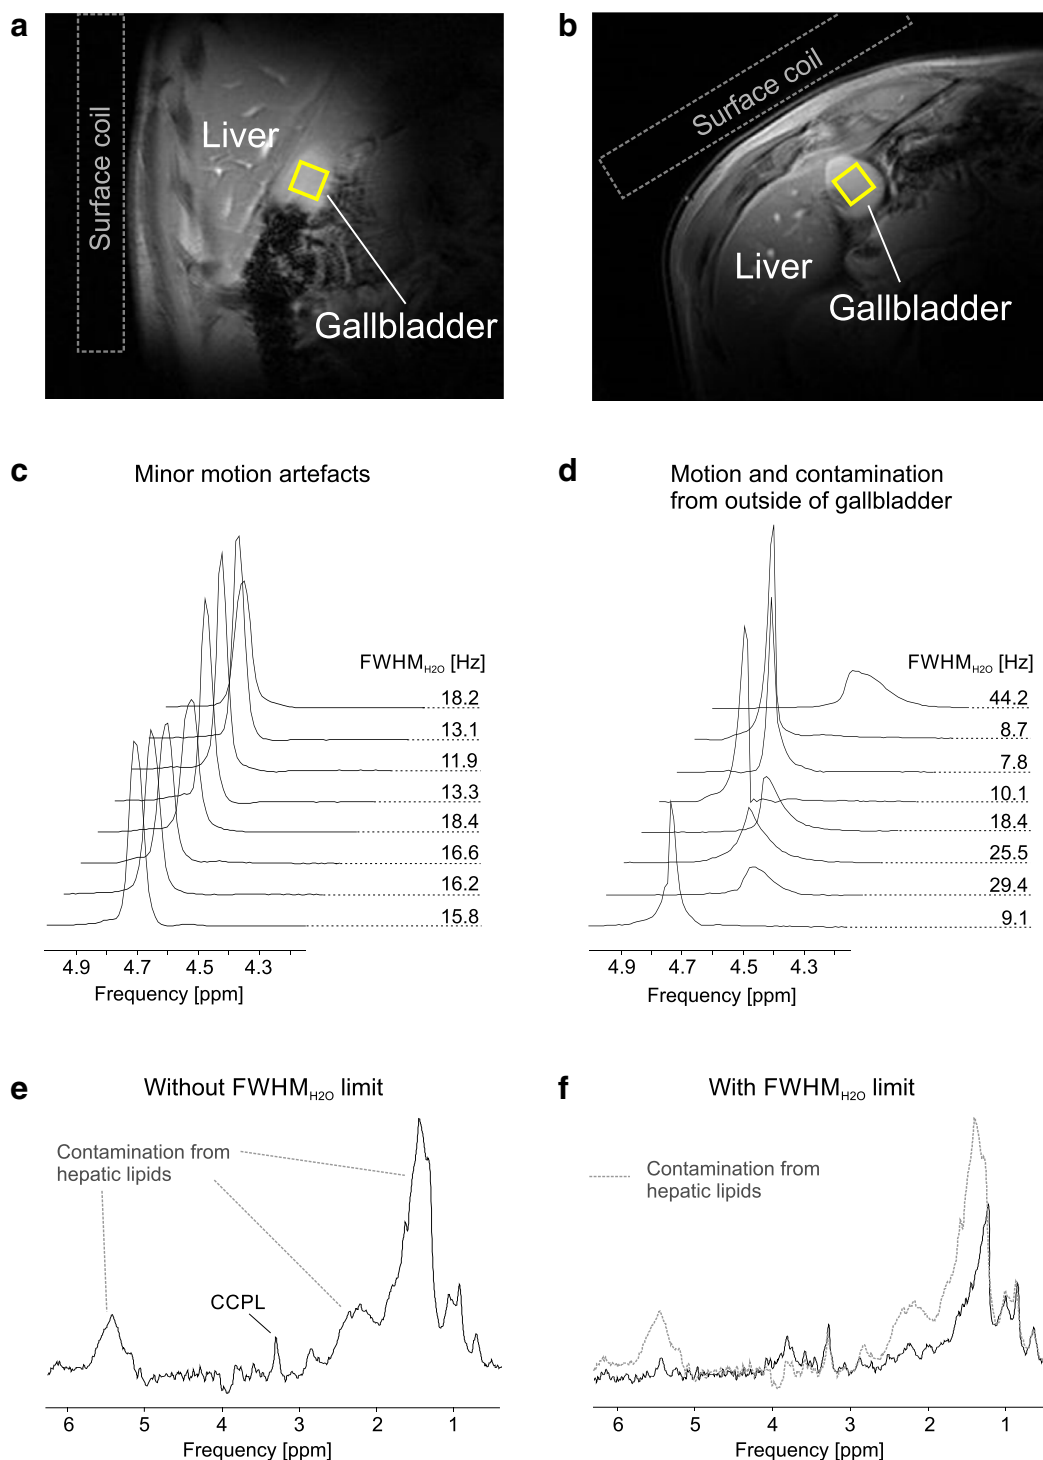 a
Surface coil
Liver
Gallbladder
b
Surface coil
Liver
Gallbladder
c
Minor motion artefacts
FWHMH2O [Hz]
18.2
13.1
11.9
13.3
18.4
16.6
16.2
15.8
4.9 4.7 4.5 4.3
Frequency [ppm]
d
Motion and contamination
from outside of gallbladder
FWHMH2O [Hz]
44.2
8.7
7.8
10.1
18.4
25.5
29.4
9.1
4.9 4.7 4.5 4.3
Frequency [ppm]
e
Without FWHMH2O limit
Contamination from
hepatic lipids
CCPL
6 5 4 3 2 1
Frequency [ppm]
f
With FWHMH2O limit
Contamination from
hepatic lipids
6 5 4 3 2 1
Frequency [ppm]